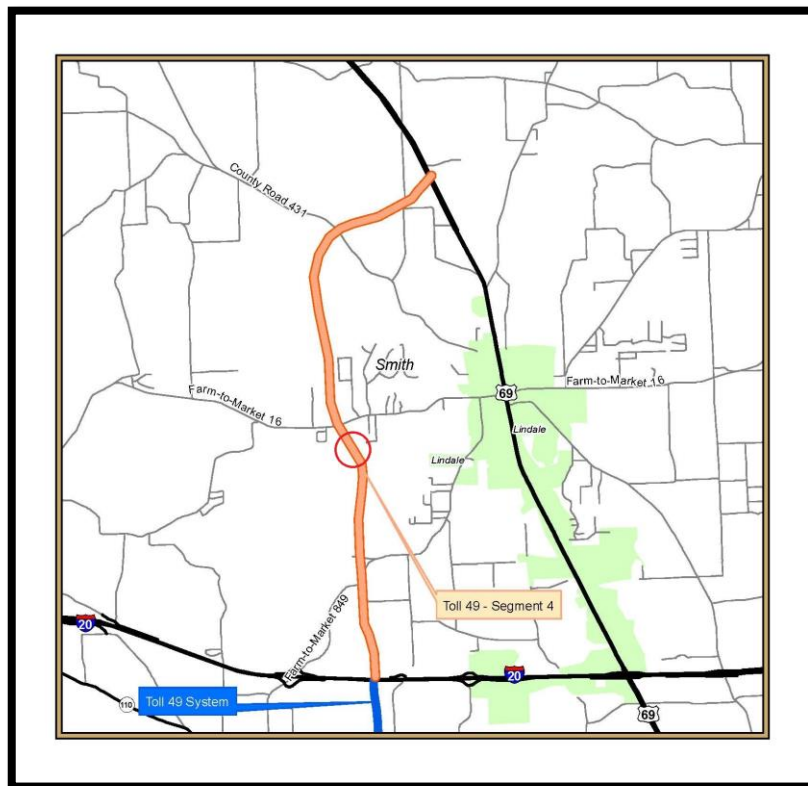 County Road 431
Smith
Farm-to-Market 16
69
Farm-to-Market 16
Lindale
Lindale
Toll 49 - Segment 4
Farm-to-Market 849
20
20
110
Toll 49 System
69